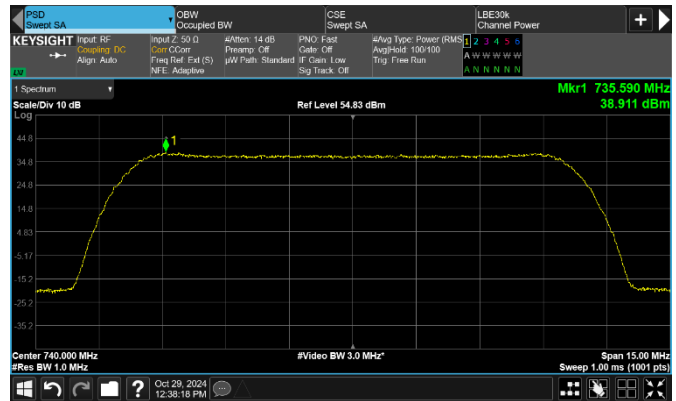 PSD
Swept SA
OBW
Occupied BW
CSE
Swept SA
LBE30k
Channel Power
KEYSIGHT
Input: RF
Coupling: DC
Align: Auto
Input Z: 50 Ω
Corr CCorr
Freq Ref: Ext (S)
NFE: Adaptive
#Atten: 14 dB
Preamp: Off
µW Path: Standard
PNO: Fast
Gate: Off
IF Gain: Low
Sig Track: Off
#Avg Type: Power (RMS
Avg|Hold: 100/100
Trig: Free Run
1 2 3 4 5 6
A W W W W W
A N N N N N
LXI
1 Spectrum
Scale/Div 10 dB
Log
Ref Level 54.83 dBm
Mkr1 735.590 MHz
38.911 dBm
1
44.8
34.8
24.8
14.8
4.83
-5.17
-15.2
-25.2
-35.2
Center 740.000 MHz
#Res BW 1.0 MHz
#Video BW 3.0 MHz*
Span 15.00 MHz
Sweep 1.00 ms (1001 pts)
?
Oct 29, 2024
12:38:18 PM